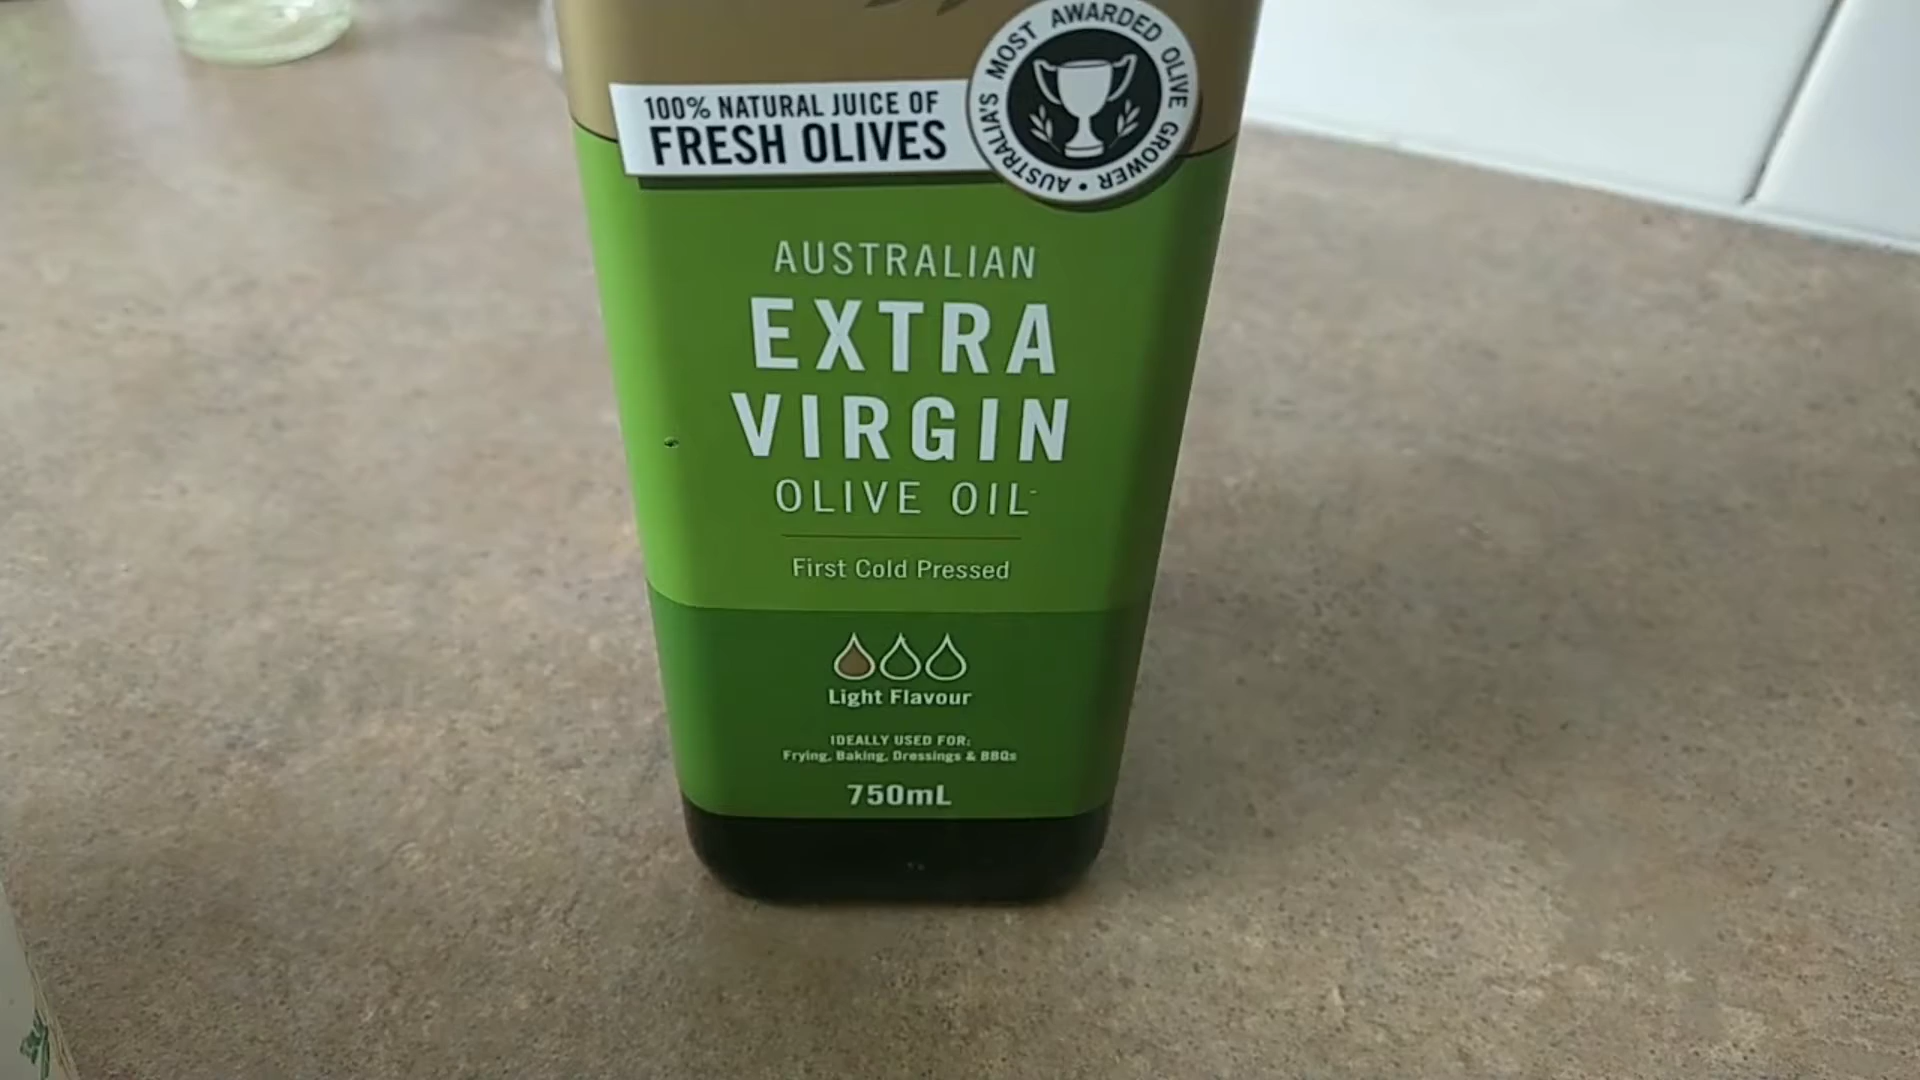 100% NATURAL JUICE OF
FRESH OLIVES
AUSTRALIA'S MOST AWARDED OLIVE GROWER •
AUSTRALIAN
EXTRA
VIRGIN
OLIVE OIL
First Cold Pressed
Light Flavour
IDEALLY USED FOR:
Frying, Baking, Dressings & BBQs
750mL